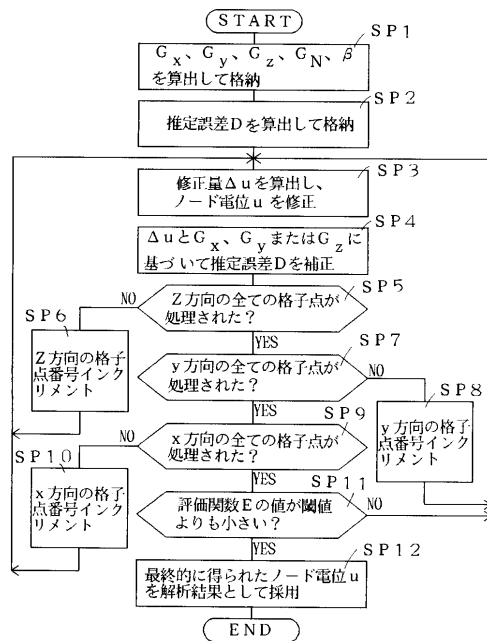 START
SP1
Gx、Gy、Gz、GN、β
を算出して格納
SP2
推定誤差Dを算出して格納
SP3
修正量Δuを算出し、
ノード電位uを修正
SP4
ΔuとGx、GyまたはGzに
基づいて推定誤差Dを補正
SP5
Z方向の全ての格子点が
処理された?
NO
YES
SP6
Z方向の格子
点番号インク
リメント
SP7
y方向の全ての格子点が
処理された?
NO
YES
SP8
y方向の格子
点番号インク
リメント
SP9
x方向の全ての格子点が
処理された?
NO
YES
SP10
x方向の格子
点番号インク
リメント
SP11
評価関数Eの値が閾値
よりも小さい?
NO
YES
SP12
最終的に得られたノード電位u
を解析結果として採用
END